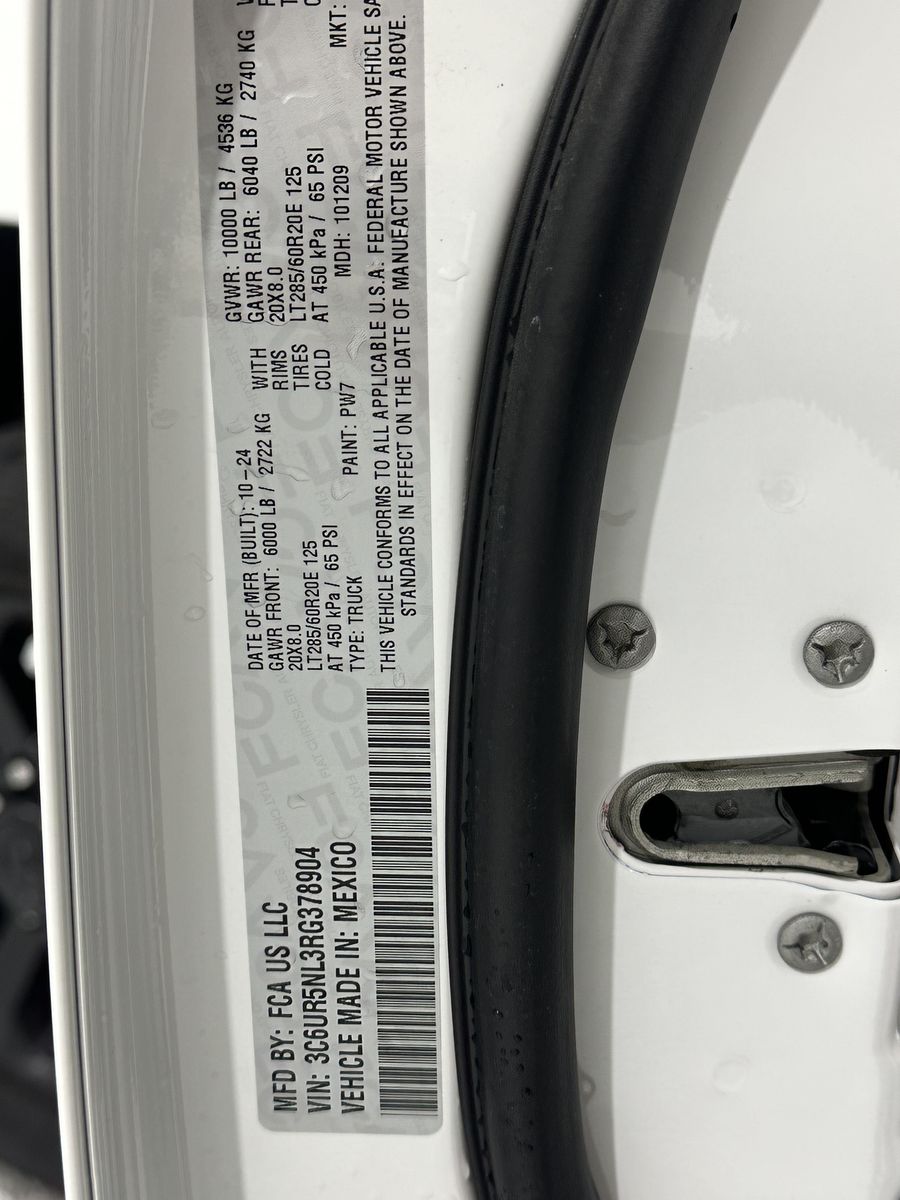 MFD BY: FCA US LLC
VIN: 3C6UR5NL3RG378904
VEHICLE MADE IN: MEXICO
DATE OF MFR (BUILT): 10-24
GVWR: 10000 LB / 4536 KG
GAWR FRONT: 6000 LB / 2722 KG WITH GAWR REAR: 6040 LB / 2740 KG
20X8.0 RIMS 20X8.0
LT285/60R20E 125 TIRES LT285/60R20E 125
AT 450 kPa / 65 PSI COLD AT 450 kPa / 65 PSI
TYPE: TRUCK PAINT: PW7 MDH: 101209 MKT:
THIS VEHICLE CONFORMS TO ALL APPLICABLE U.S.A. FEDERAL MOTOR VEHICLE SA
STANDARDS IN EFFECT ON THE DATE OF MANUFACTURE SHOWN ABOVE.